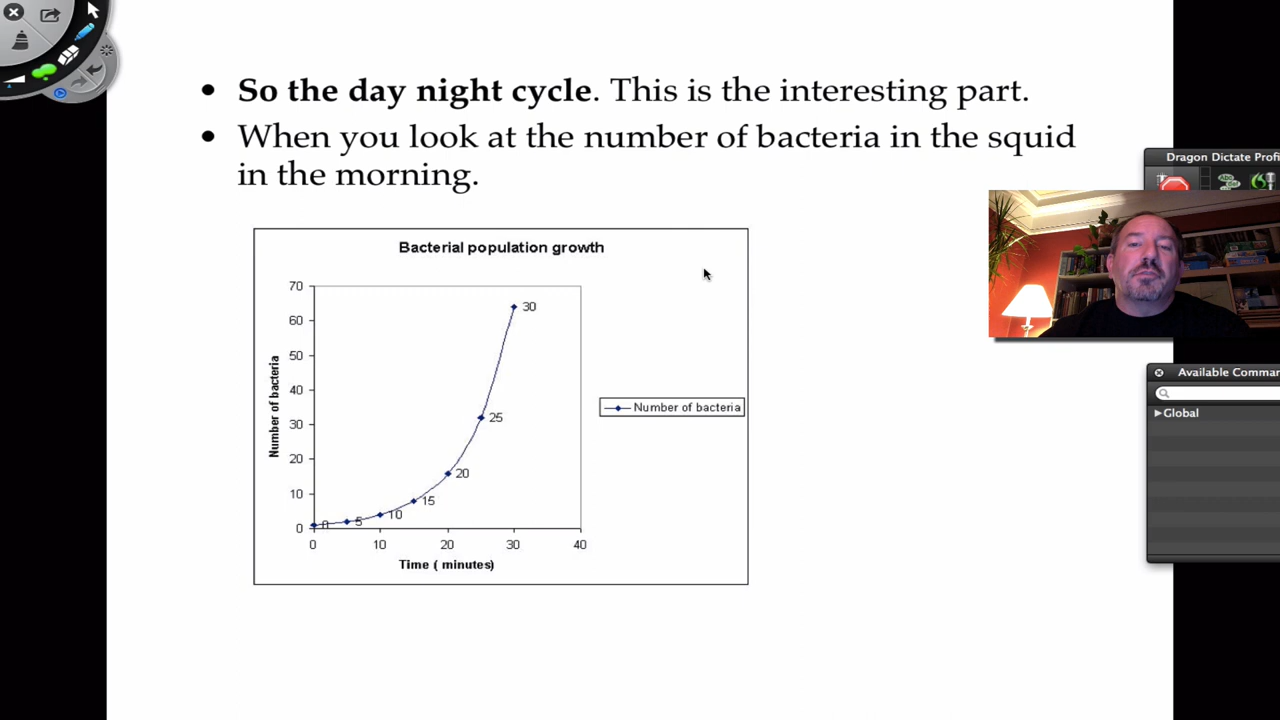 • So the day night cycle. This is the interesting part.
• When you look at the number of bacteria in the squid
in the morning.
Dragon Dictate Profi
Bacterial population growth
70
60
50
40
30
20
10
0
Number of bacteria
0
5
10
15
20
25
30
0
10
20
30
40
Time ( minutes)
Number of bacteria
Available Comman
Global